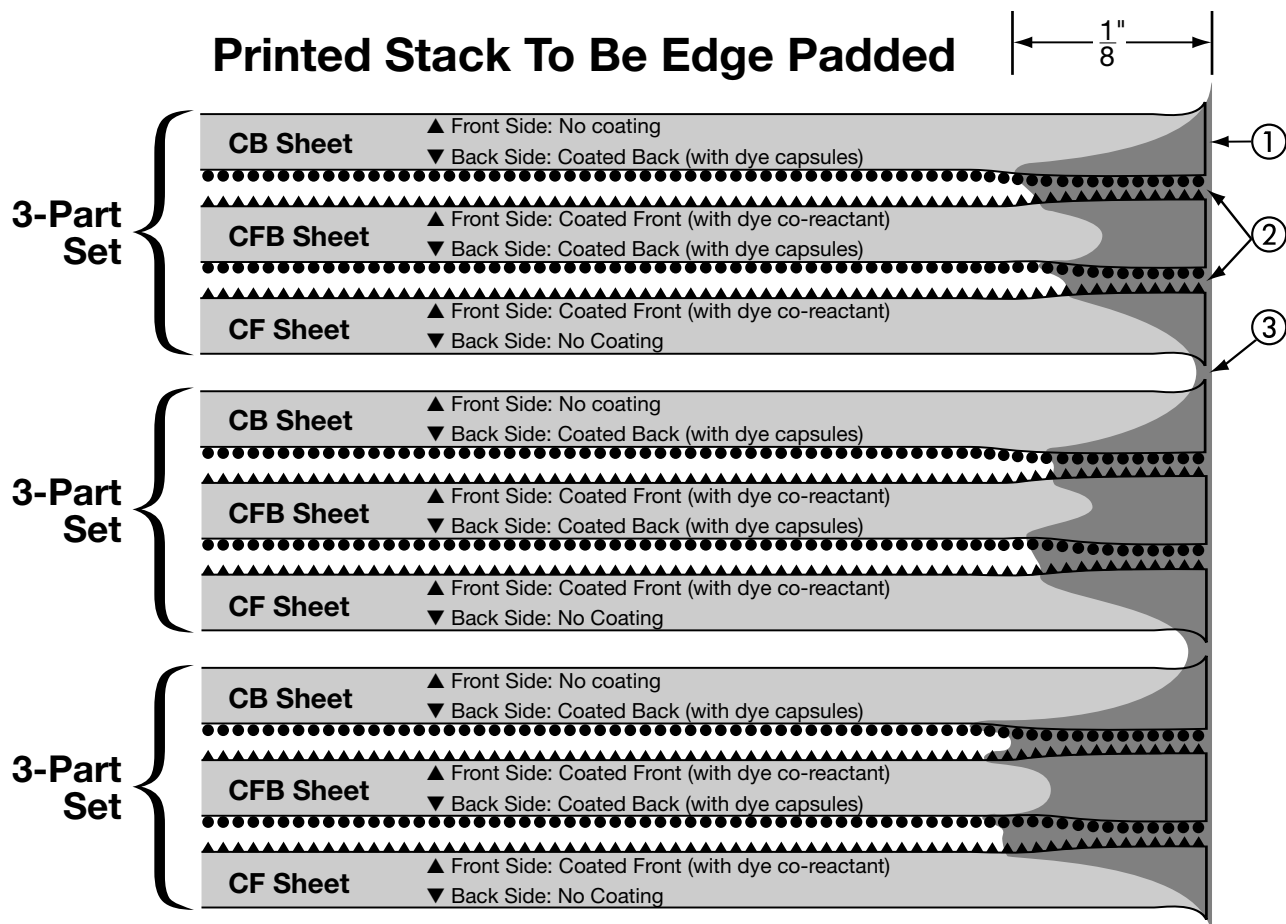 Printed Stack To Be Edge Padded
1"
8
3-Part
Set
CB Sheet
▲ Front Side: No coating
▼ Back Side: Coated Back (with dye capsules)
CFB Sheet
▲ Front Side: Coated Front (with dye co-reactant)
▼ Back Side: Coated Back (with dye capsules)
CF Sheet
▲ Front Side: Coated Front (with dye co-reactant)
▼ Back Side: No Coating
①
②
③
3-Part
Set
CB Sheet
▲ Front Side: No coating
▼ Back Side: Coated Back (with dye capsules)
CFB Sheet
▲ Front Side: Coated Front (with dye co-reactant)
▼ Back Side: Coated Back (with dye capsules)
CF Sheet
▲ Front Side: Coated Front (with dye co-reactant)
▼ Back Side: No Coating
3-Part
Set
CB Sheet
▲ Front Side: No coating
▼ Back Side: Coated Back (with dye capsules)
CFB Sheet
▲ Front Side: Coated Front (with dye co-reactant)
▼ Back Side: Coated Back (with dye capsules)
CF Sheet
▲ Front Side: Coated Front (with dye co-reactant)
▼ Back Side: No Coating